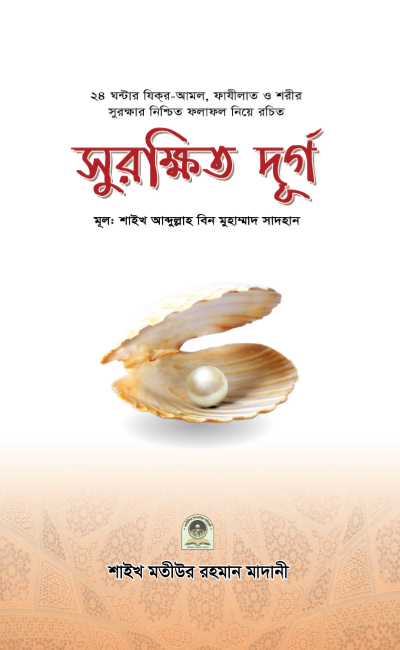 ২৪ ঘন্টার যিক্‌র-আমল, ফাযীলাত ও শরীর
সুরক্ষার নিশ্চিত ফলাফল নিয়ে রচিত
সুরক্ষিত দূর্গ
মূল: শাইখ আব্দুল্লাহ বিন মুহাম্মাদ সাদহান
শাইখ মতীউর রহমান মাদানী